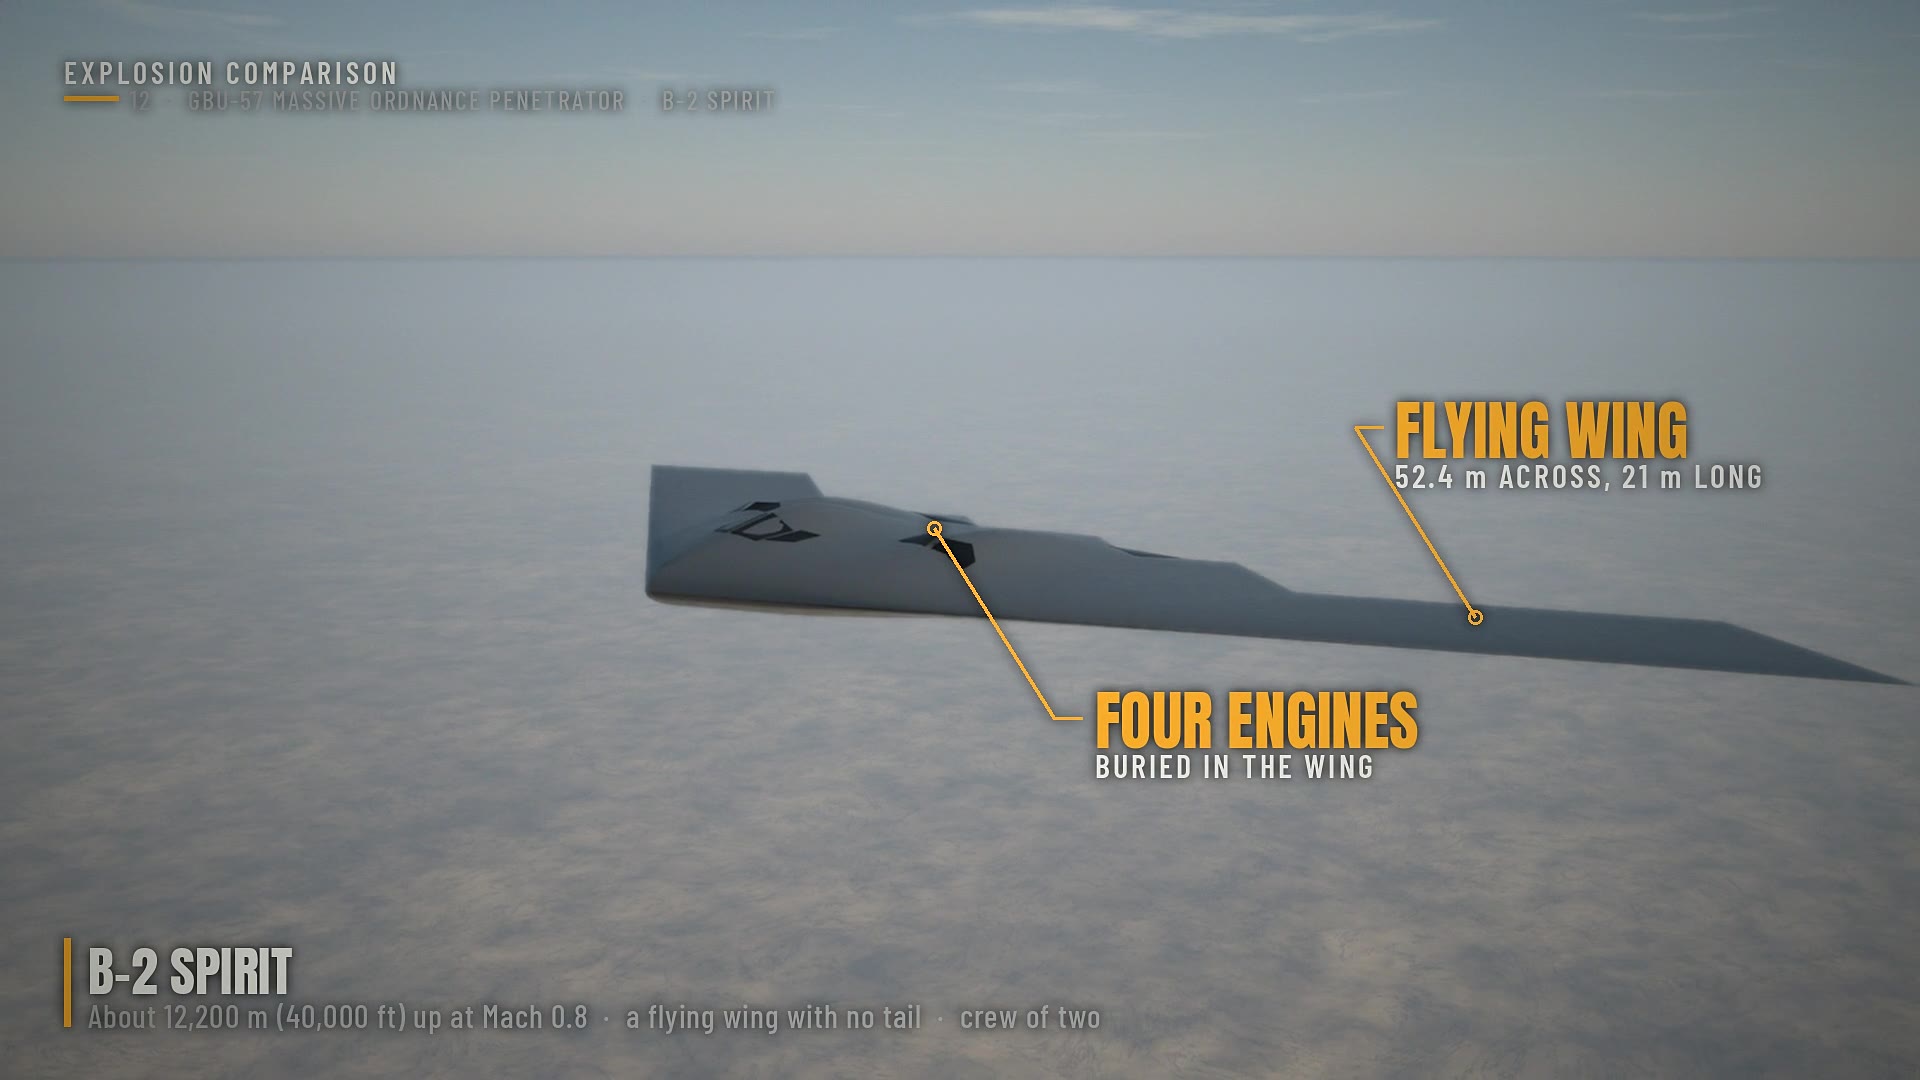 EXPLOSION COMPARISON
12 · GBU-57 MASSIVE ORDNANCE PENETRATOR · B-2 SPIRIT
FLYING WING
52.4 m ACROSS, 21 m LONG
FOUR ENGINES
BURIED IN THE WING
B-2 SPIRIT
About 12,200 m (40,000 ft) up at Mach 0.8 · a flying wing with no tail · crew of two